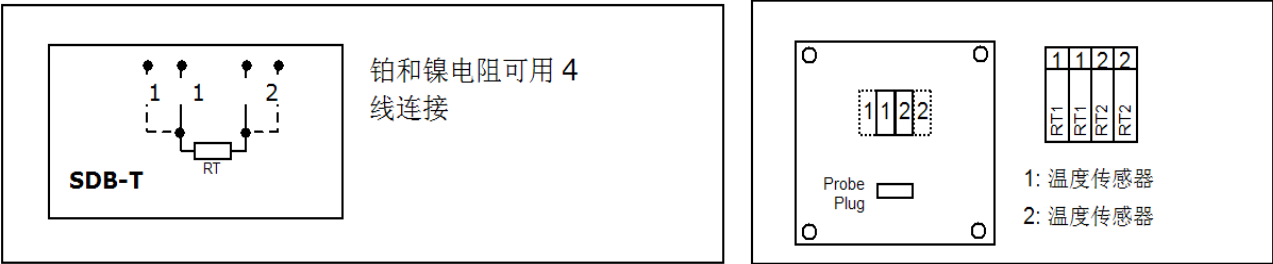 1 1 2
RT
SDB-T
铂和镍电阻可用 4
线连接
1 1 2 2
Probe
Plug
1 1 2 2
RT1 RT1 RT2 RT2
1: 温度传感器
2: 温度传感器